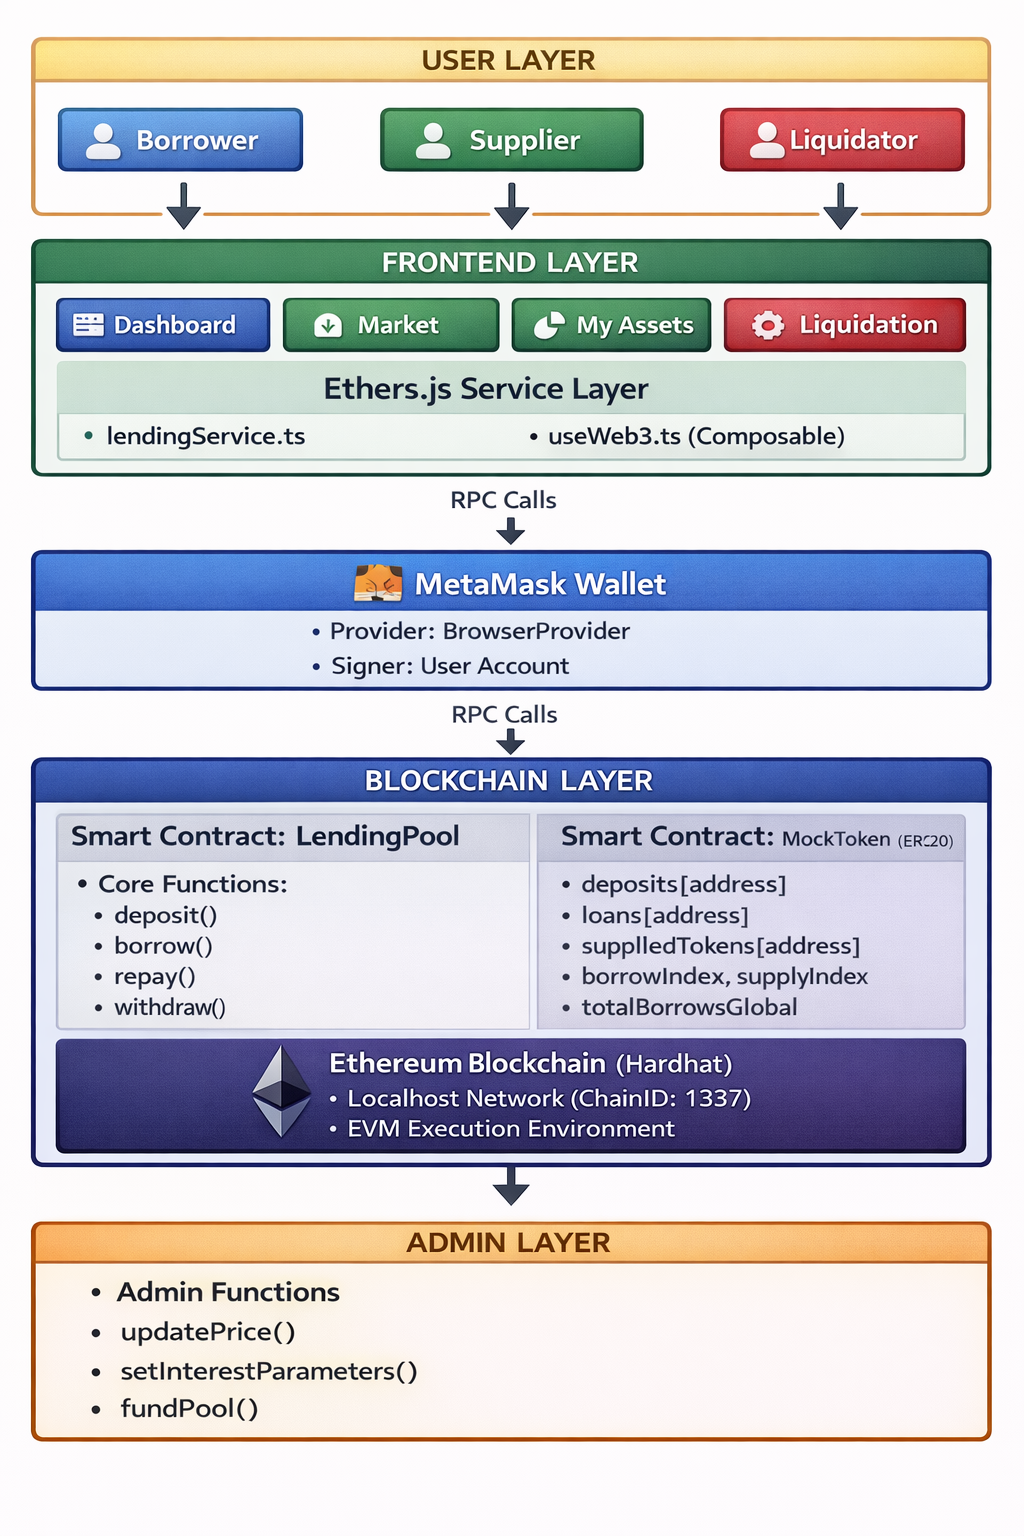 USER LAYER
Borrower
Supplier
Liquidator
FRONTEND LAYER
Dashboard
Market
My Assets
Liquidation
Ethers.js Service Layer
• lendingService.ts
• useWeb3.ts (Composable)
RPC Calls
MetaMask Wallet
• Provider: BrowserProvider
• Signer: User Account
RPC Calls
BLOCKCHAIN LAYER
Smart Contract: LendingPool
• Core Functions:
• deposit()
• borrow()
• repay()
• withdraw()
Smart Contract: MockToken (ERC20)
• deposits[address]
• loans[address]
• supplledTokens[address]
• borrowIndex, supplyIndex
• totalBorrowsGlobal
Ethereum Blockchain (Hardhat)
• Localhost Network (ChainID: 1337)
• EVM Execution Environment
ADMIN LAYER
• Admin Functions
• updatePrice()
• setInterestParameters()
• fundPool()